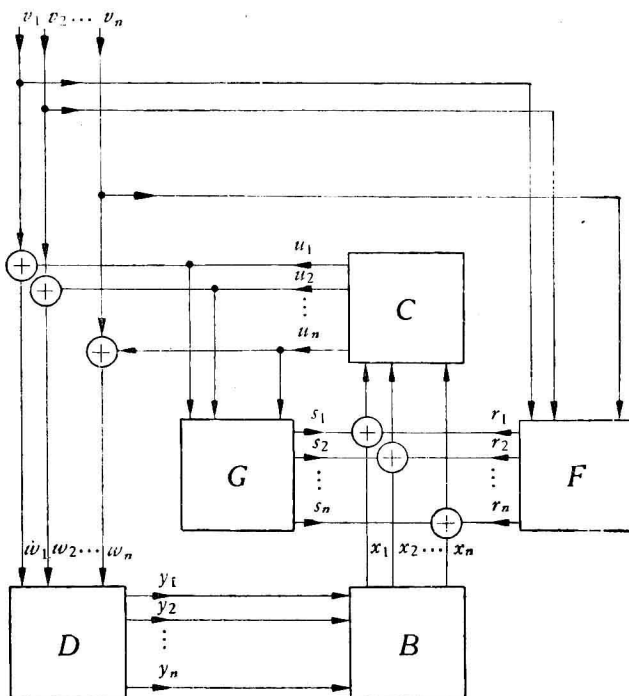 v₁ v₂ ··· vₙ
u₁
u₂
⋮
uₙ
C
s₁
s₂
⋮
sₙ
G
r₁
r₂
⋮
rₙ
F
x₁ x₂ ··· xₙ
w₁ w₂ ··· wₙ
y₁
y₂
⋮
yₙ
D
B